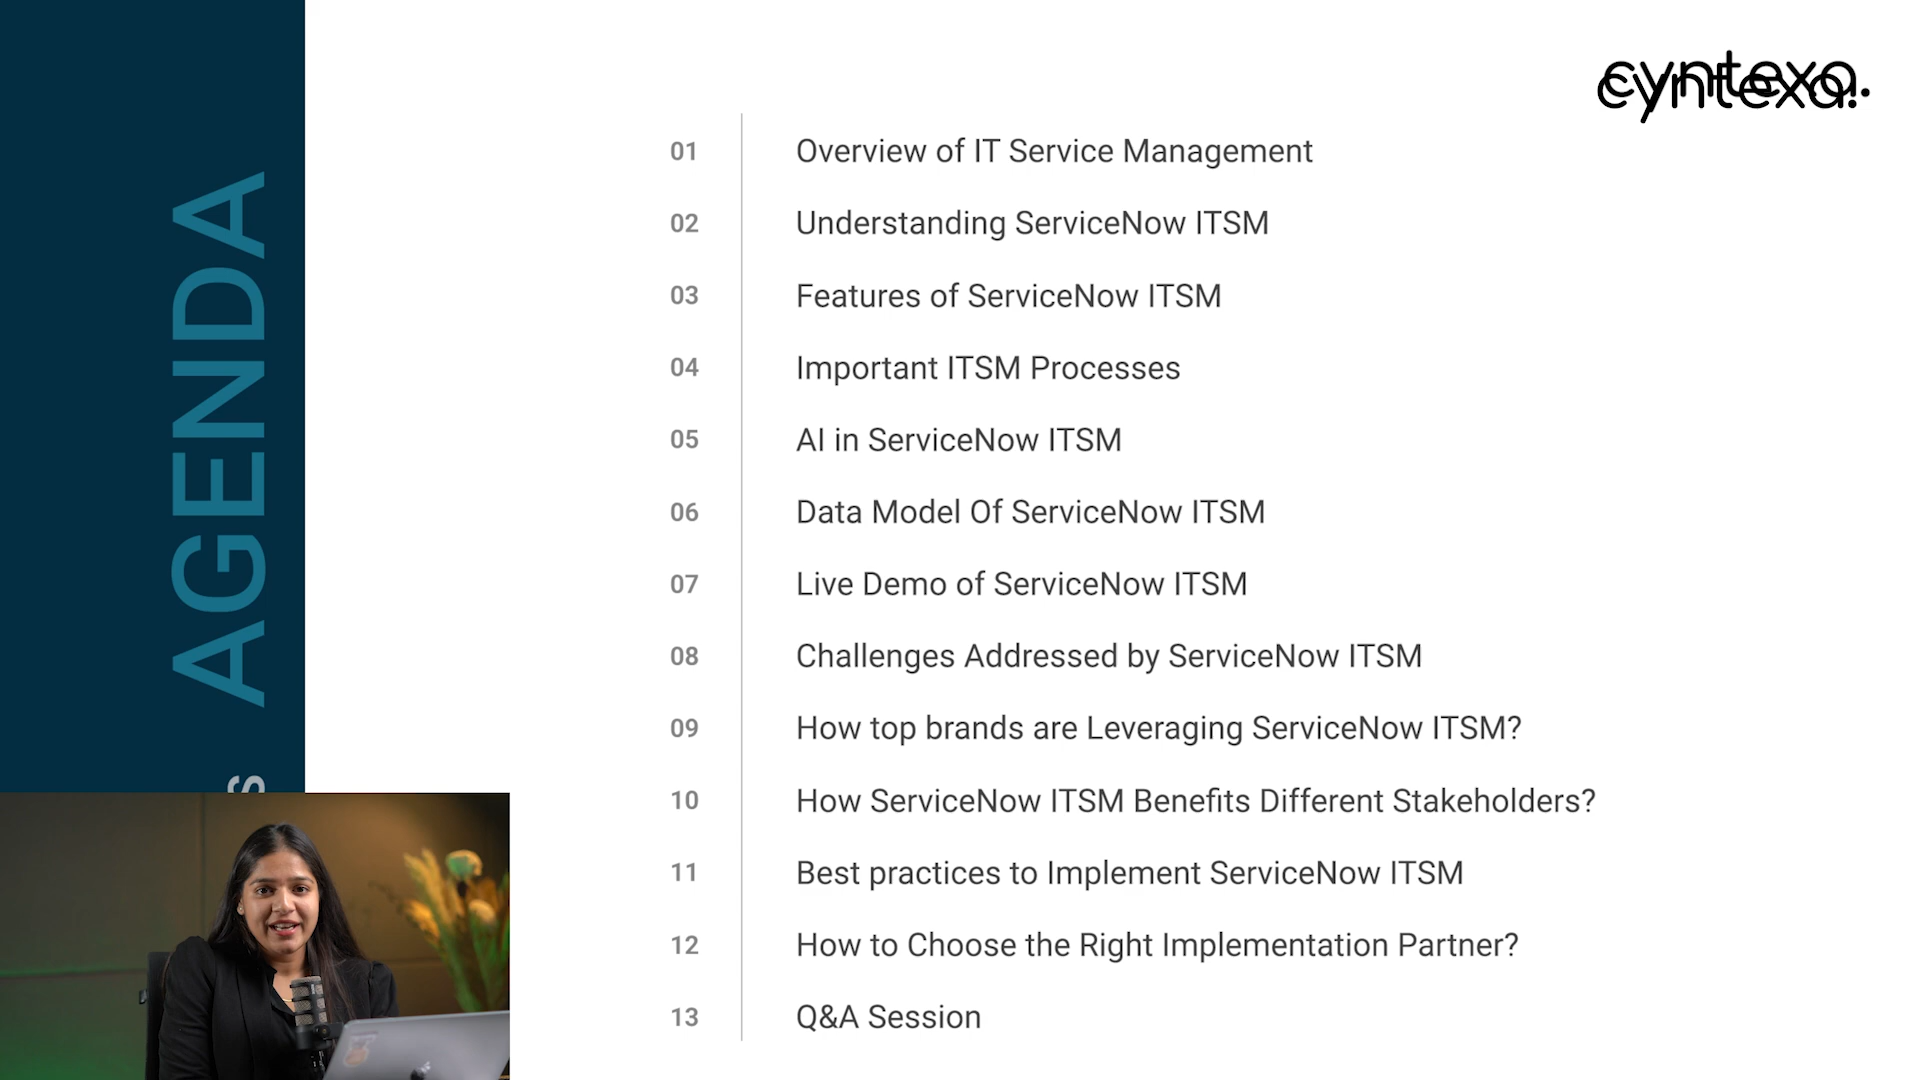 cyntexa.
cyntexa.
AGENDA
s
01 Overview of IT Service Management
02 Understanding ServiceNow ITSM
03 Features of ServiceNow ITSM
04 Important ITSM Processes
05 AI in ServiceNow ITSM
06 Data Model Of ServiceNow ITSM
07 Live Demo of ServiceNow ITSM
08 Challenges Addressed by ServiceNow ITSM
09 How top brands are Leveraging ServiceNow ITSM?
10 How ServiceNow ITSM Benefits Different Stakeholders?
11 Best practices to Implement ServiceNow ITSM
12 How to Choose the Right Implementation Partner?
13 Q&A Session